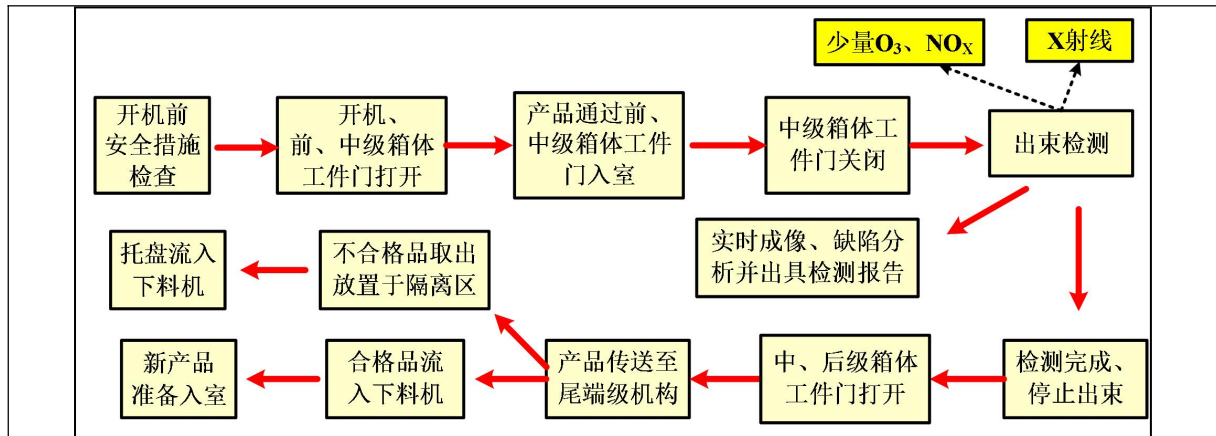 少量O₃、NOX
X射线
开机前
安全措施
检查
开机、
前、中级箱体
工件门打开
产品通过前、
中级箱体工件
门入室
中级箱体工
件门关闭
出束检测
实时成像、缺陷分
析并出具检测报告
托盘流入
下料机
不合格品取出
放置于隔离区
新产品
准备入室
合格品流
入下料机
产品传送至
尾端级机构
中、后级箱体
工件门打开
检测完成、
停止出束